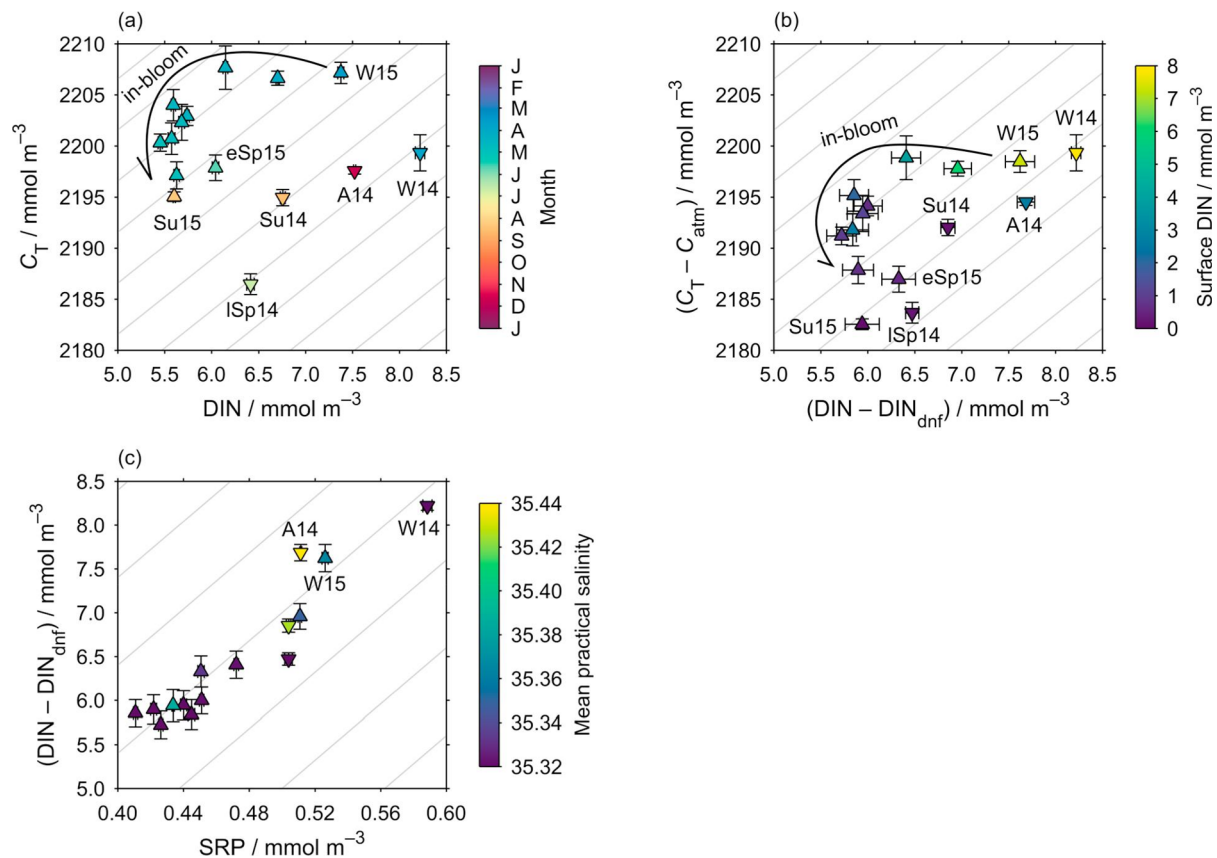 (a)
2210
2205
2200
2195
2190
2185
2180
C_T / mmol m⁻³
in-bloom
W15
eSp15
A14
W14
Su15
Su14
lSp14
5.0 5.5 6.0 6.5 7.0 7.5 8.0 8.5
DIN / mmol m⁻³
J
F
M
A
M
J
J
A
S
O
N
D
J
Month
(b)
2210
2205
2200
2195
2190
2185
2180
(C_T – C_atm) / mmol m⁻³
in-bloom
W15
W14
Su14
A14
eSp15
Su15
lSp14
5.0 5.5 6.0 6.5 7.0 7.5 8.0 8.5
(DIN – DIN_dnf) / mmol m⁻³
8
7
6
5
4
3
2
1
0
Surface DIN / mmol m⁻³
(c)
8.5
8.0
7.5
7.0
6.5
6.0
5.5
5.0
(DIN – DIN_dnf) / mmol m⁻³
A14
W14
W15
0.40 0.44 0.48 0.52 0.56 0.60
SRP / mmol m⁻³
35.44
35.42
35.40
35.38
35.36
35.34
35.32
Mean practical salinity